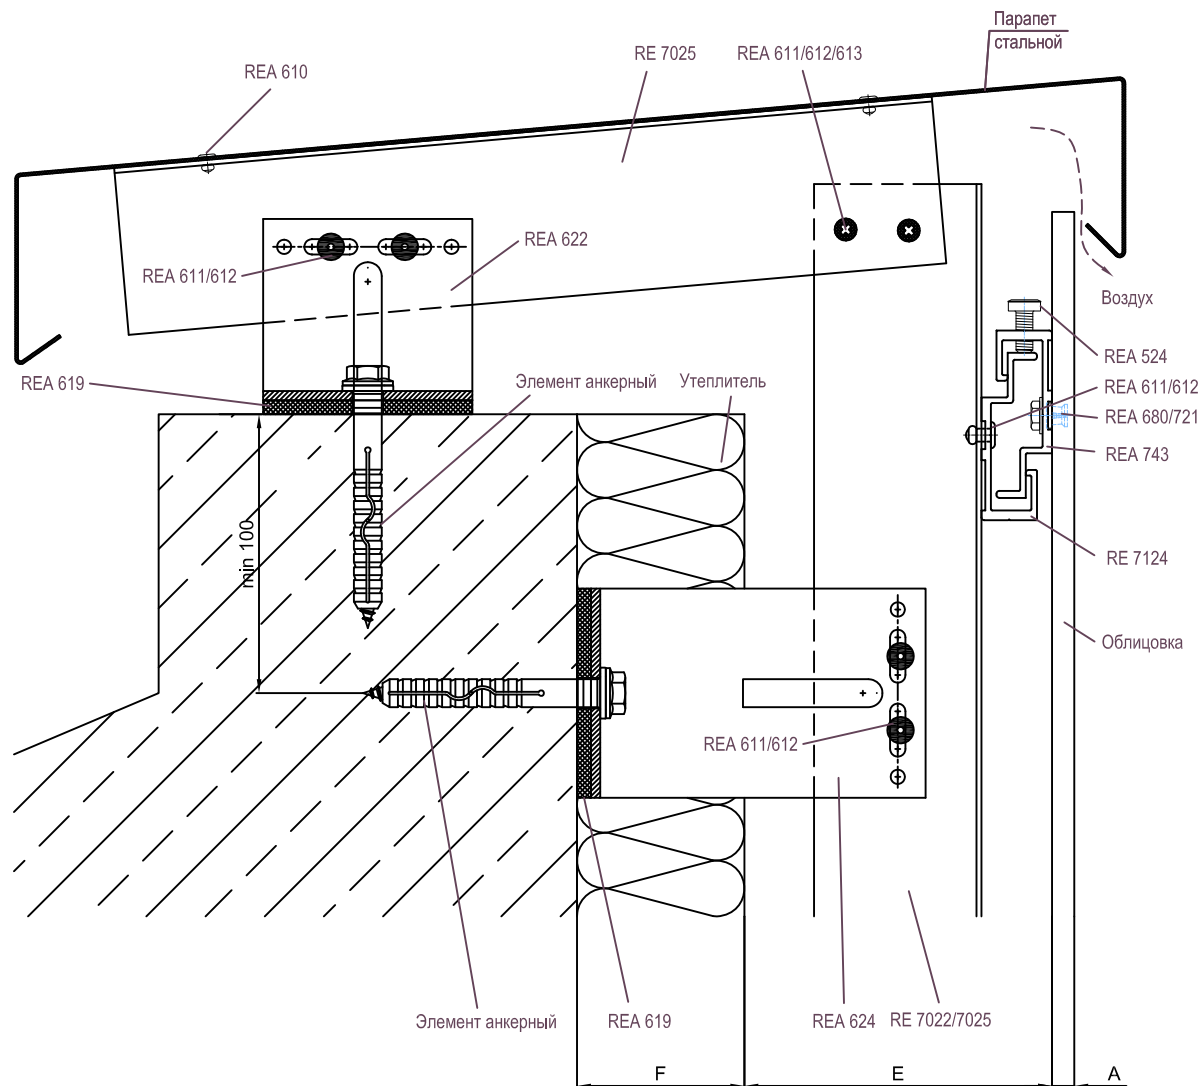 Парапет
стальной
RE 7025
REA 611/612/613
REA 610
REA 622
REA 611/612
Воздух
REA 524
REA 619
Элемент анкерный
Утеплитель
REA 611/612
REA 680/721
REA 743
min 100
RE 7124
Облицовка
REA 611/612
Элемент анкерный
REA 619
REA 624
RE 7022/7025
F
E
A